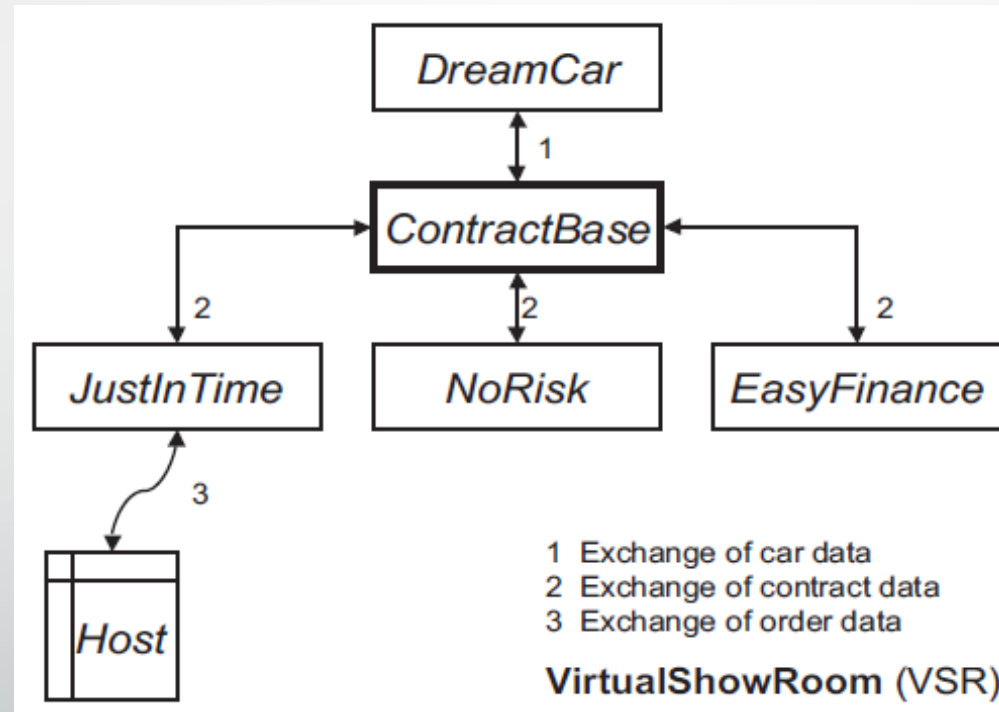 DreamCar
1
ContractBase
2
2
2
JustInTime
NoRisk
EasyFinance
3
Host
1 Exchange of car data
2 Exchange of contract data
3 Exchange of order data
VirtualShowRoom (VSR)